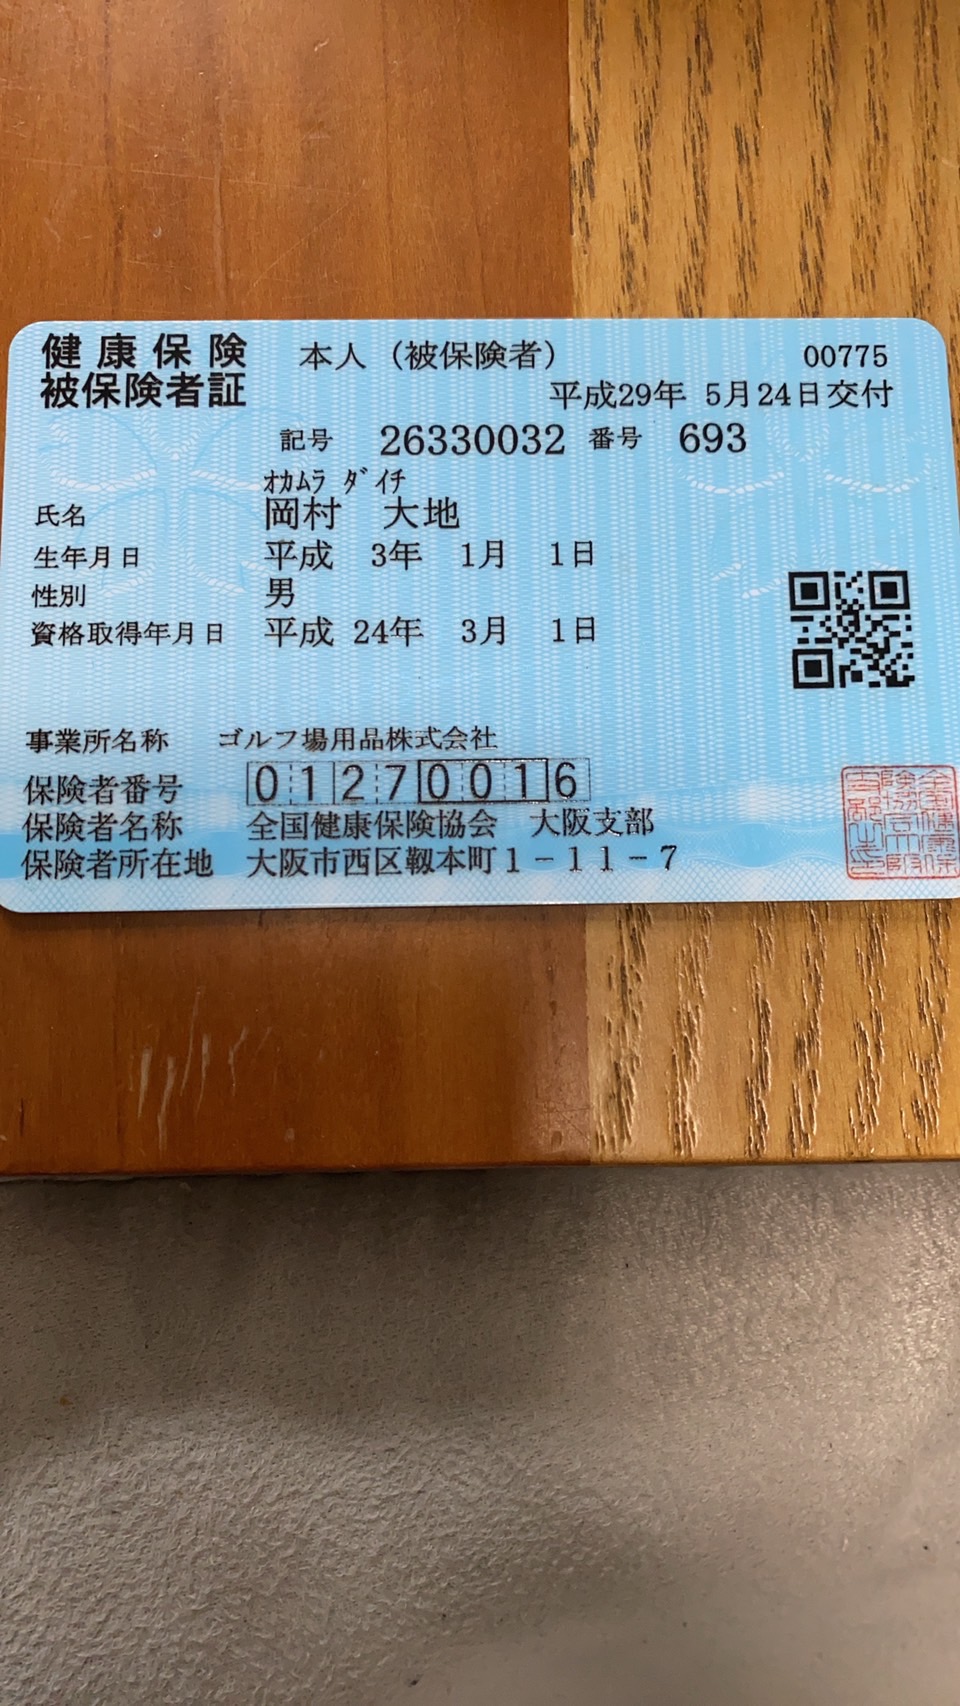 健康保険
被保険者証
本人（被保険者）
00775
平成29年 5月24日交付
記号 26330032 番号 693
ｵｶﾑﾗ ﾀﾞｲﾁ
氏名 岡村 大地
生年月日 平成 3年 1月 1日
性別 男
資格取得年月日 平成 24年 3月 1日
事業所名称 ゴルフ場用品株式会社
保険者番号 01270016
保険者名称 全国健康保険協会 大阪支部
保険者所在地 大阪市西区靱本町1－11－7